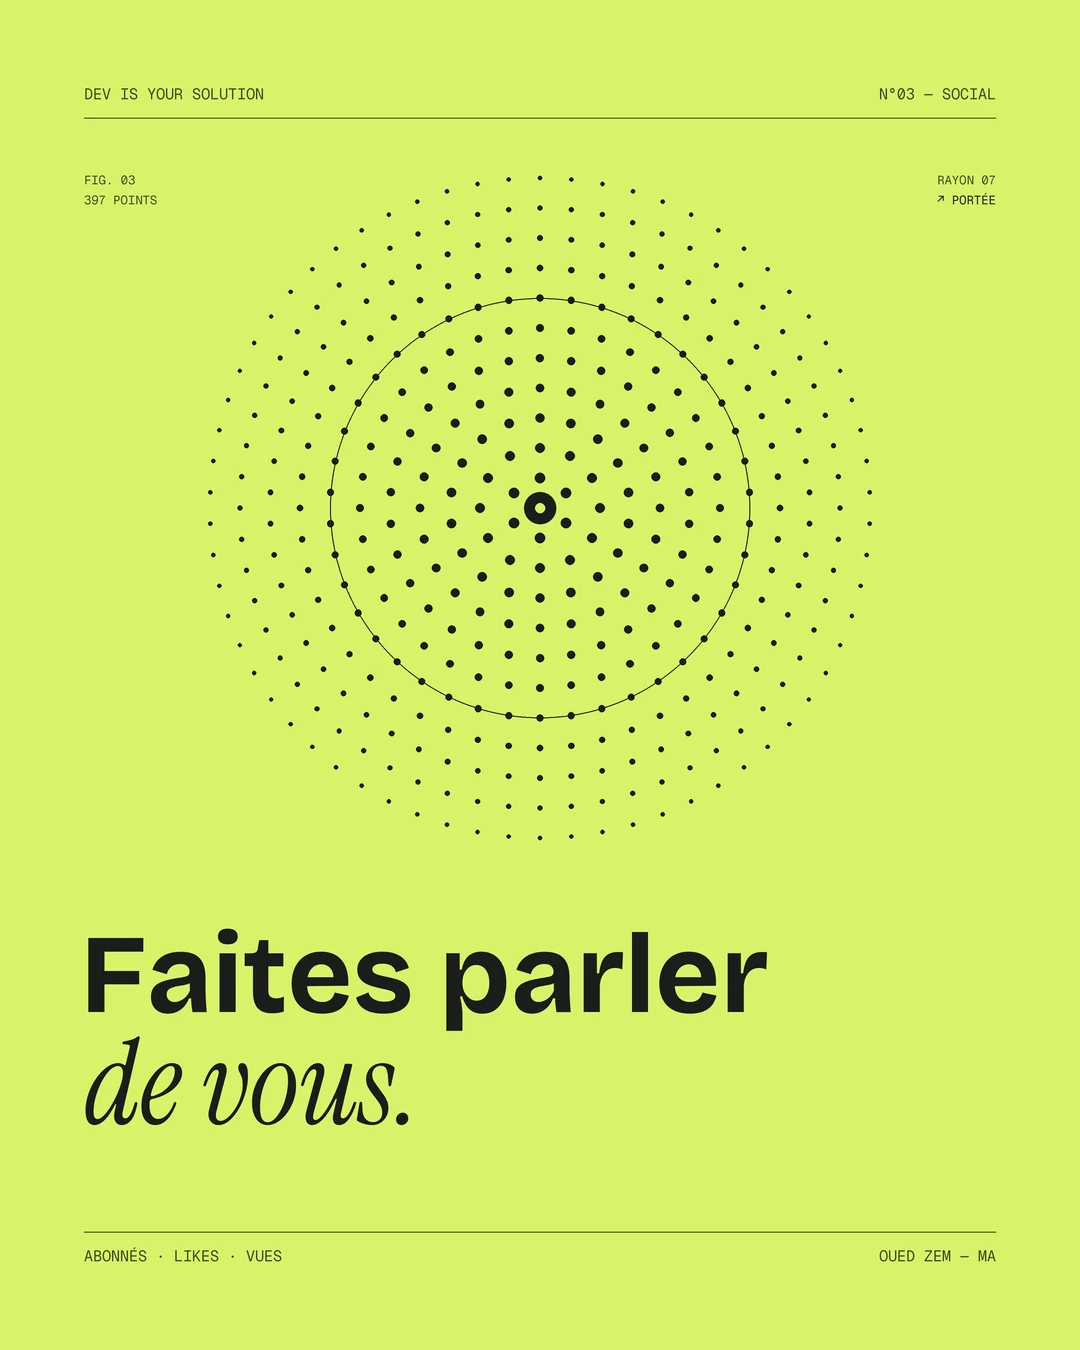 DEV IS YOUR SOLUTION
N°03 — SOCIAL
FIG. 03
397 POINTS
RAYON 07
↗ PORTÉE
Faites parler
de vous.
ABONNÉS · LIKES · VUES
OUED ZEM — MA